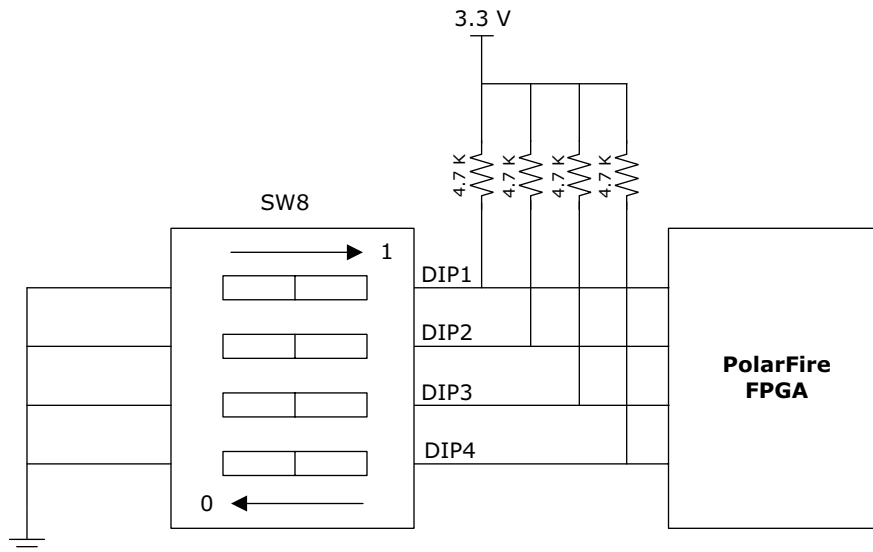 3.3 V
4.7 K
4.7 K
4.7 K
4.7 K
SW8
1
DIP1
DIP2
DIP3
DIP4
0
PolarFire
FPGA